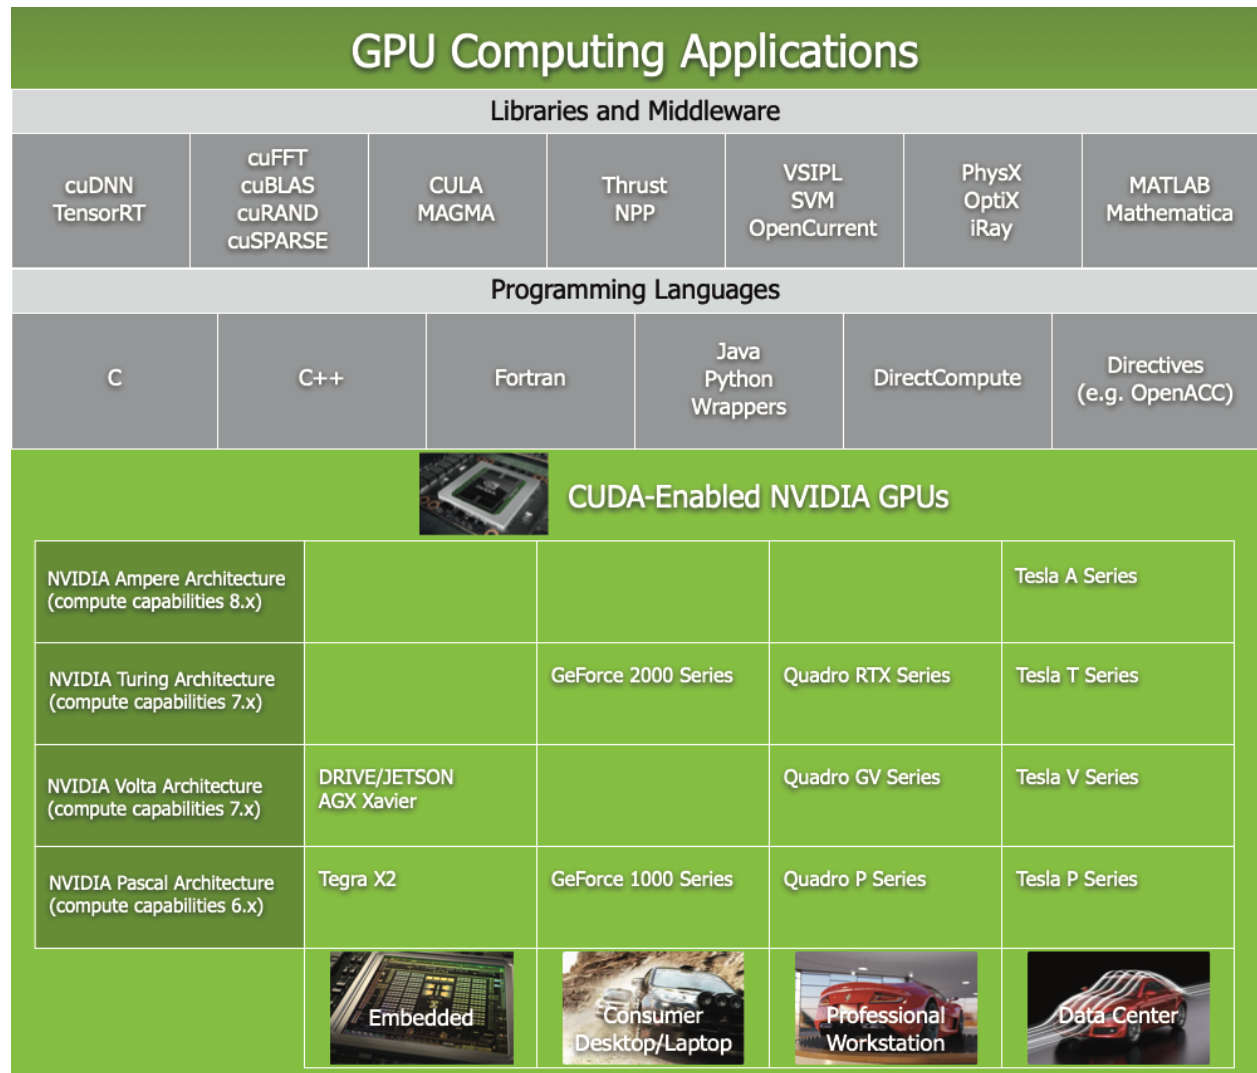 GPU Computing Applications
Libraries and Middleware
cuDNN
TensorRT
cuFFT
cuBLAS
cuRAND
cuSPARSE
CULA
MAGMA
Thrust
NPP
VSIPL
SVM
OpenCurrent
PhysX
OptiX
iRay
MATLAB
Mathematica
Programming Languages
C
C++
Fortran
Java
Python
Wrappers
DirectCompute
Directives
(e.g. OpenACC)
CUDA-Enabled NVIDIA GPUs
NVIDIA Ampere Architecture
(compute capabilities 8.x)
Tesla A Series
NVIDIA Turing Architecture
(compute capabilities 7.x)
GeForce 2000 Series
Quadro RTX Series
Tesla T Series
NVIDIA Volta Architecture
(compute capabilities 7.x)
DRIVE/JETSON
AGX Xavier
Quadro GV Series
Tesla V Series
NVIDIA Pascal Architecture
(compute capabilities 6.x)
Tegra X2
GeForce 1000 Series
Quadro P Series
Tesla P Series
Embedded
Consumer
Desktop/Laptop
Professional
Workstation
Data Center